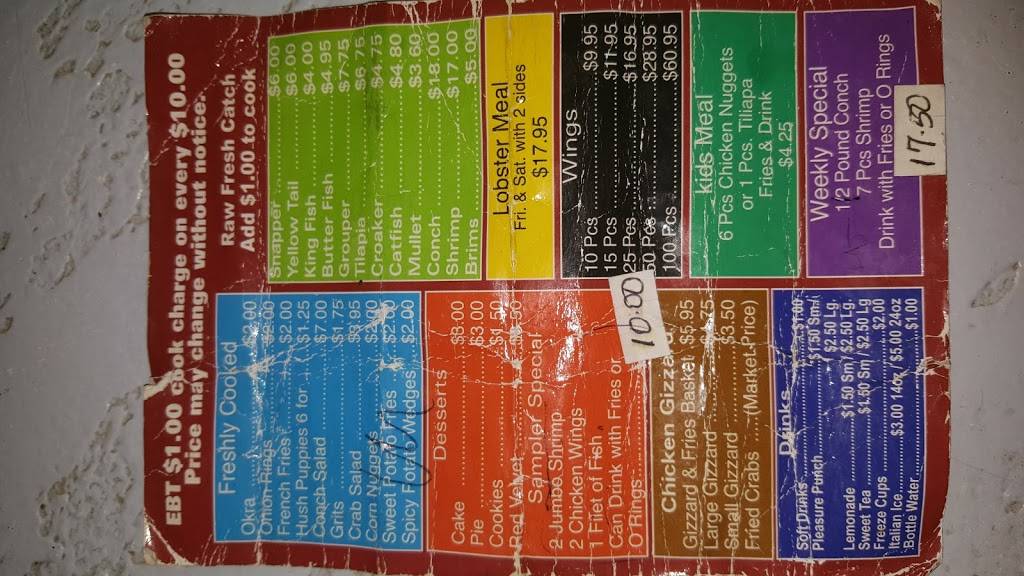 EBT $1.00 cook charge on every $10.00
Price may change without notice.
Freshly Cooked
Okra $2.00
Onion Rings $2.00
French Fries $2.00
Hush Puppies 6 for $1.25
Conch Salad $7.00
Grits $1.75
Crab Salad $3.95
Corn
Sweet Potato
Spicy Wedges $2.00
Desserts
Cake $3.00
Pie $3.00
Cookies $1.00
Red Velvet
Sampler Special
2 Jum Shrimp
2 Chicken Wings
1 Filet of Fish
Can Drink with Fries or
O'Rings
10.00
Chicken
Gizzard & Fries Basket $5.95
Large Gizzard
Small Gizzard $3.50
Fried Crabs (Market Price)
Drinks
Soft Drinks $1.00
Pleasure Punch $1.50 Sm /
$2.50 Lg.
Lemonade $1.50 Sm / $2.50 Lg.
Sweet Tea $1.50 Sm / $2.50 Lg
Freeze Cups $2.00
Italian Ice $3.00 14oz / $5.00 24oz
Bottle Water $1.00
Raw Fresh Catch
Add $1.00 to cook
Snapper $6.00
Yellow Tail $6.00
King Fish $4.00
Butter Fish $4.95
Grouper $7.75
Tilapia $6.75
Croaker $4.75
Catfish $4.80
Mullet $3.60
Conch $18.00
Shrimp $17.00
Brims $5.00
Lobster Meal
Fri. & Sat. with 2 sides
$17.95
Wings
10 Pcs $9.95
15 Pcs $11.95
25 Pcs $16.95
50 Pcs $28.95
100 Pcs $60.95
kids Meal
6 Pcs Chicken Nuggets
or 1 Pcs. Tiliapa
Fries & Drink
$4.25
Weekly Special
1/2 Pound Conch
7 Pcs Shrimp
Drink with Fries or O Rings
17.50